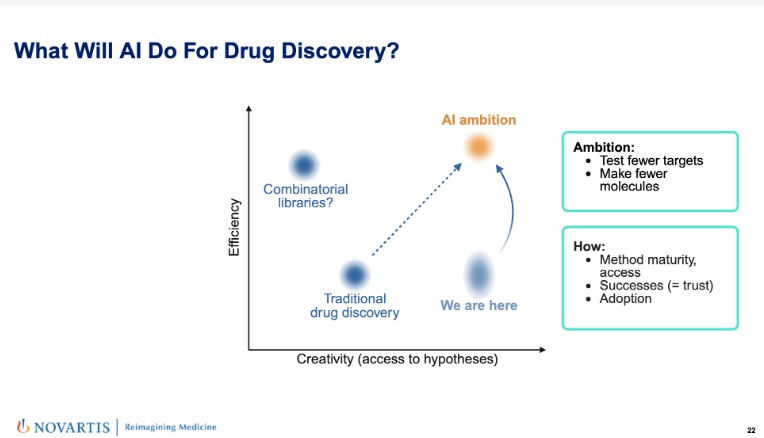 What Will AI Do For Drug Discovery?
AI ambition
Combinatorial
libraries?
Efficiency
Traditional
drug discovery
We are here
Creativity (access to hypotheses)
Ambition:
• Test fewer targets
• Make fewer
molecules
How:
• Method maturity,
access
• Successes (= trust)
• Adoption
NOVARTIS | Reimagining Medicine
22